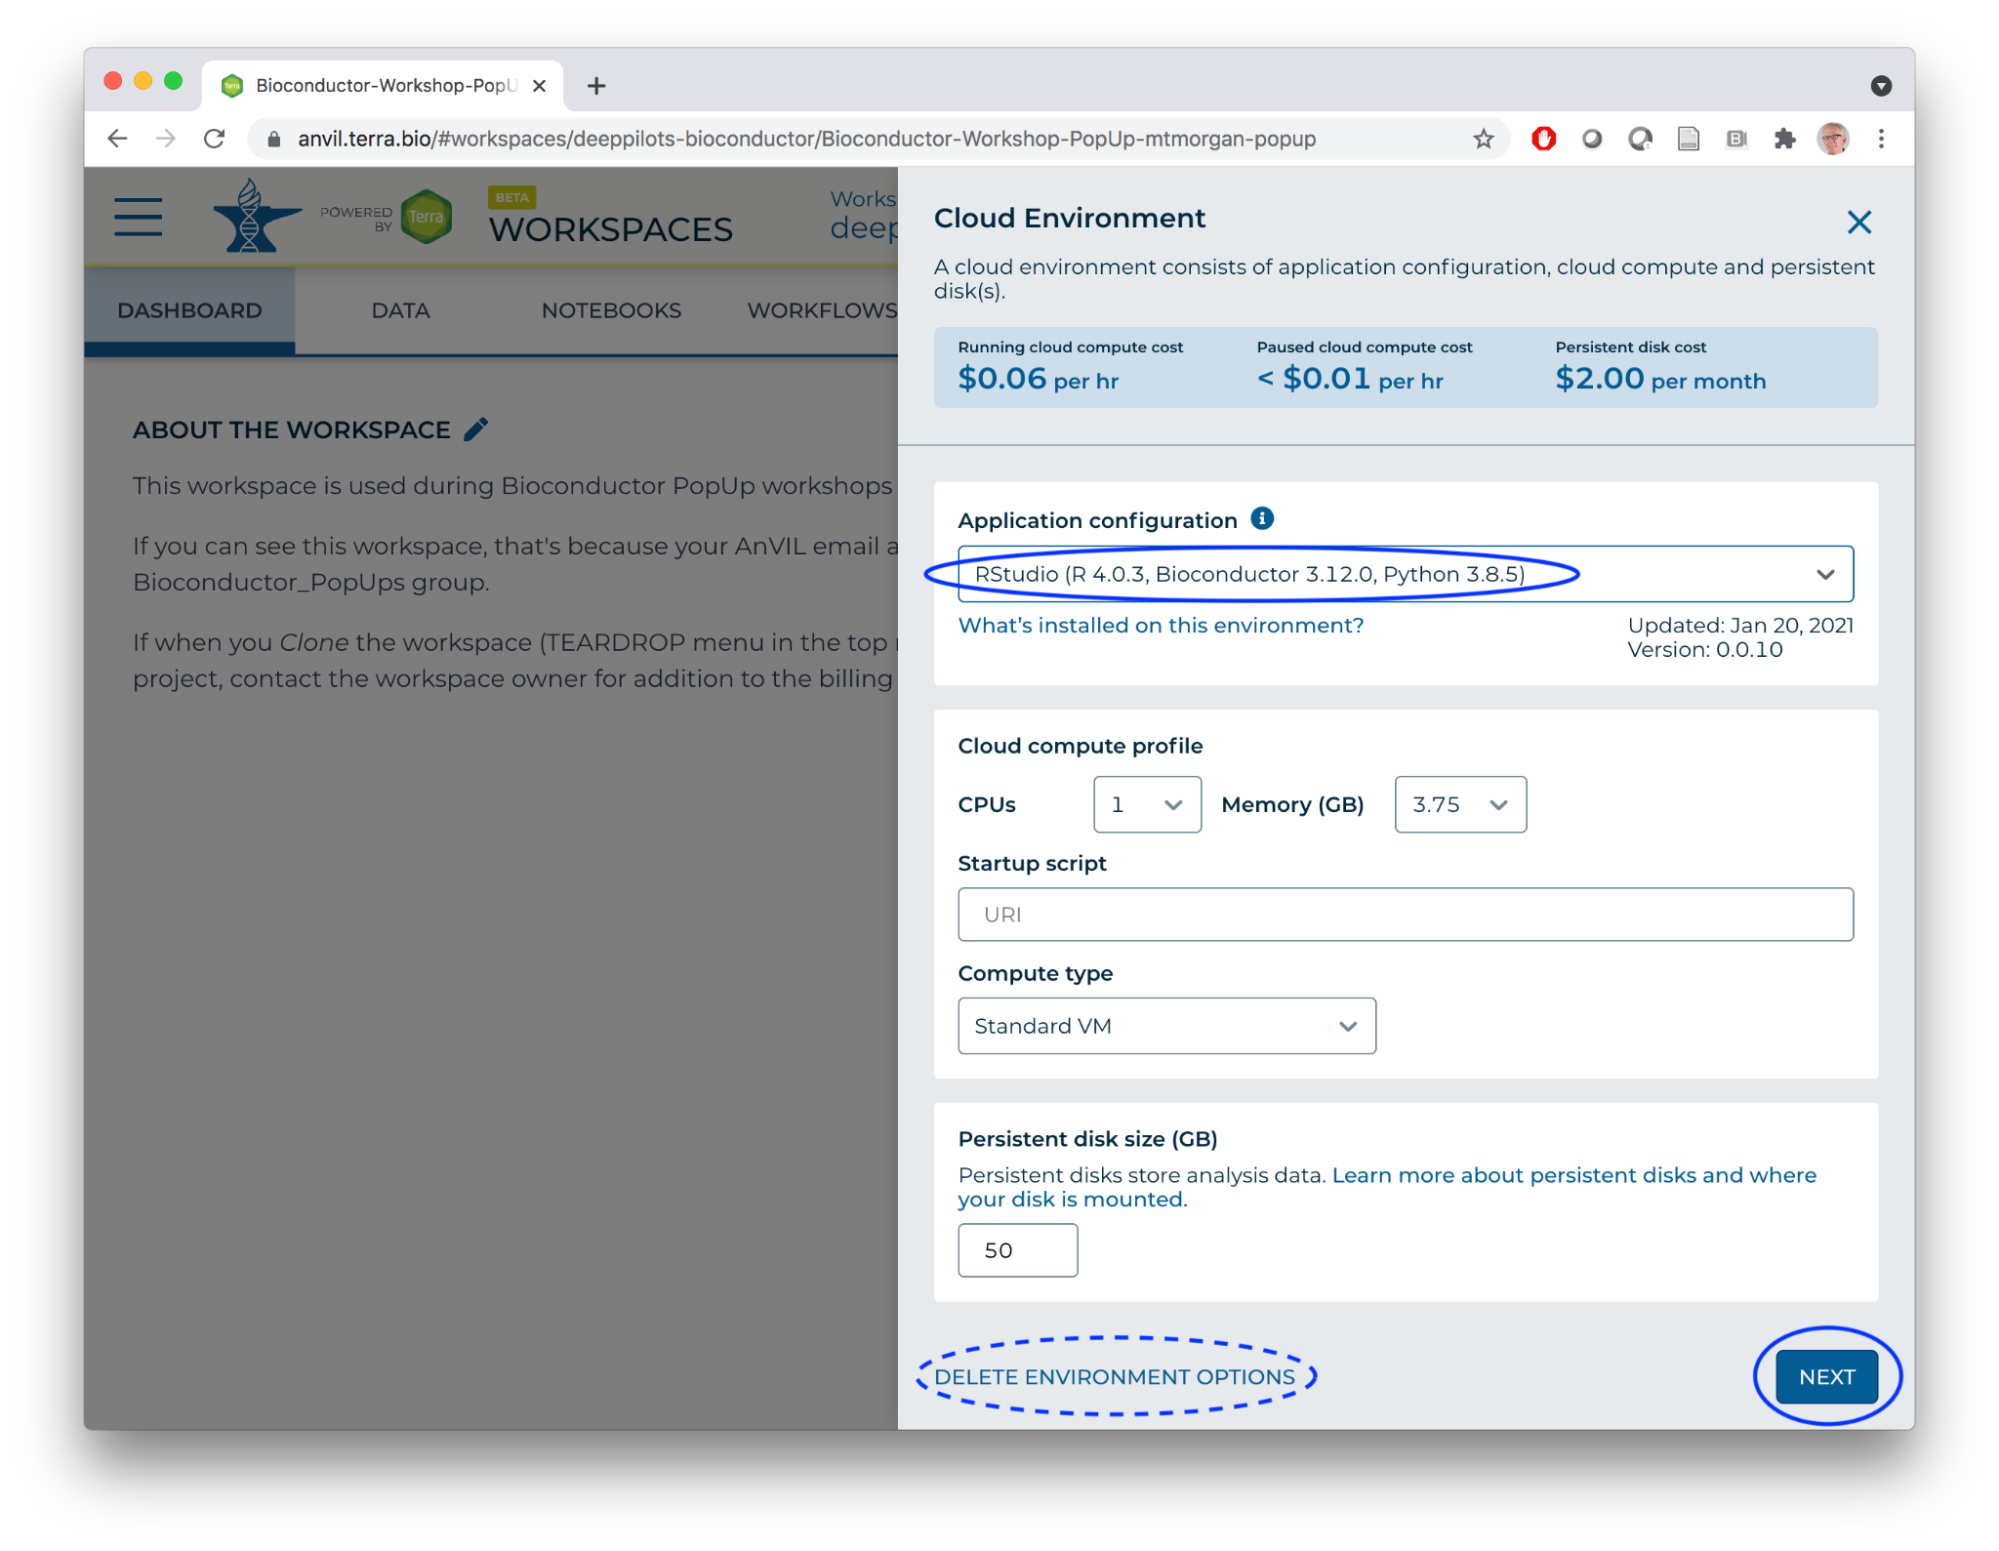 Bioconductor-Workshop-PopU
anvil.terra.bio/#workspaces/deeppilots-bioconductor/Bioconductor-Workshop-PopUp-mtmorgan-popup
POWERED BY
Terra
BETA
WORKSPACES
Works
deep
DASHBOARD DATA NOTEBOOKS WORKFLOWS
ABOUT THE WORKSPACE
This workspace is used during Bioconductor PopUp workshops
If you can see this workspace, that's because your AnVIL email a
Bioconductor_PopUps group.
If when you Clone the workspace (TEARDROP menu in the top
project, contact the workspace owner for addition to the billing
Cloud Environment
A cloud environment consists of application configuration, cloud compute and persistent
disk(s).
Running cloud compute cost
$0.06 per hr
Paused cloud compute cost
< $0.01 per hr
Persistent disk cost
$2.00 per month
Application configuration
RStudio (R 4.0.3, Bioconductor 3.12.0, Python 3.8.5)
What's installed on this environment?
Updated: Jan 20, 2021
Version: 0.0.10
Cloud compute profile
CPUs 1 Memory (GB) 3.75
Startup script
URI
Compute type
Standard VM
Persistent disk size (GB)
Persistent disks store analysis data. Learn more about persistent disks and where
your disk is mounted.
50
DELETE ENVIRONMENT OPTIONS
NEXT